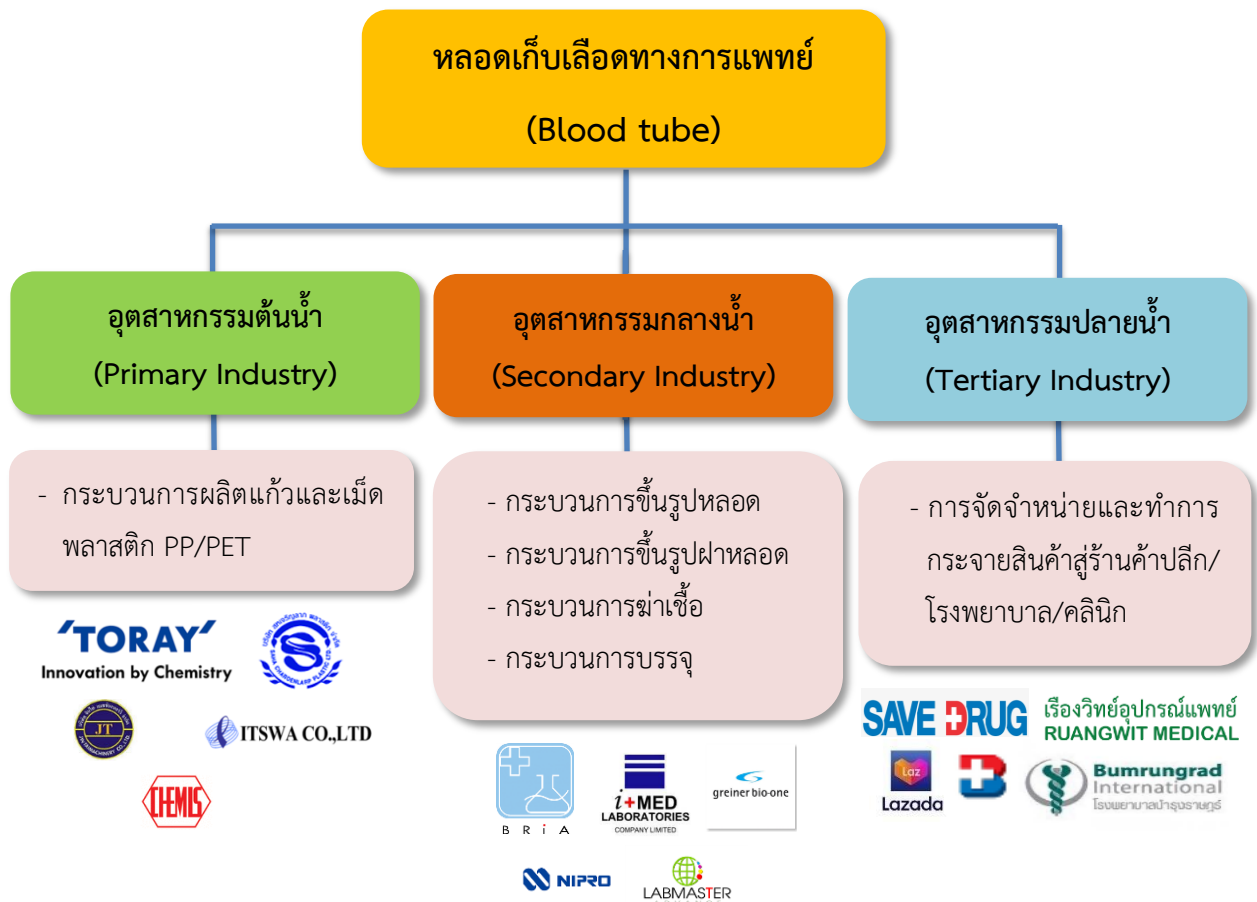 หลอดเก็บเลือดทางการแพทย์
(Blood tube)
อุตสาหกรรมต้นน้ำ
(Primary Industry)
- กระบวนการผลิตแก้วและเม็ด
พลาสติก PP/PET
'TORAY'
Innovation by Chemistry
JT
ITSWA CO.,LTD
CHEMIS
อุตสาหกรรมกลางน้ำ
(Secondary Industry)
- กระบวนการขึ้นรูปหลอด
- กระบวนการขึ้นรูปฝาหลอด
- กระบวนการฆ่าเชื้อ
- กระบวนการบรรจุ
BRiA
i+MED
LABORATORIES
COMPANY LIMITED
greiner bio-one
NIPRO
LABMASTER
อุตสาหกรรมปลายน้ำ
(Tertiary Industry)
- การจัดจำหน่ายและทำการ
กระจายสินค้าสู่ร้านค้าปลีก/
โรงพยาบาล/คลินิก
SAVE DRUG
เรืองวิทย์อุปกรณ์แพทย์
RUANGWIT MEDICAL
Laz
Lazada
B
Bumrungrad
International
โรงพยาบาลบำรุงราษฎร์